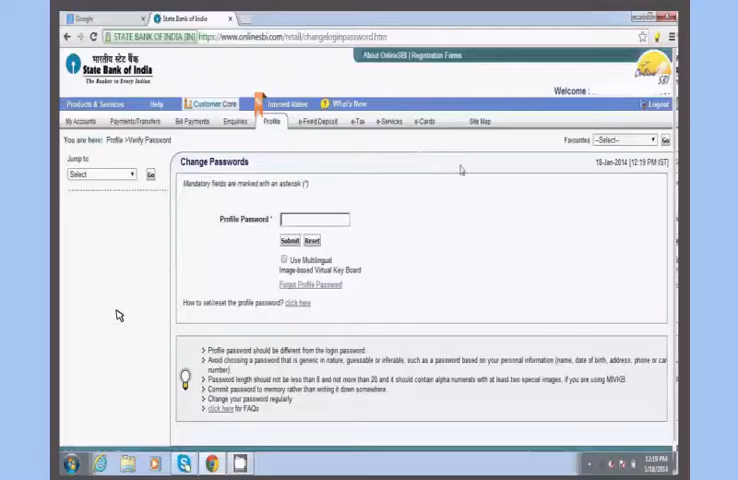 Google
State Bank of India
STATE BANK OF INDIA [IN] https://www.onlinesbi.com/retail/changeloginpassword.htm
भारतीय स्टेट बैंक
State Bank of India
The Banker to Every Indian
About OnlineSBI | Registration Forms
Online SBI
Welcome :
Products & Services Help Customer Care Interest Rates What's New Logout
My Accounts Payments/Transfers Bill Payments Enquiries Profile e-Fixed Deposit e-Tax e-Services e-Cards Site Map
You are here: Profile >Verify Password
Favourites --Select-- Go
Jump to
Select Go
Change Passwords
18-Jan-2014 [12:19 PM IST]
Mandatory fields are marked with an asterisk (*)
Profile Password *
Submit Reset
Use Multilingual
Image-based Virtual Key Board
Forgot Profile Password
How to set/reset the profile password? click here
Profile password should be different from the login password.
Avoid choosing a password that is generic in nature, guessable or inferable, such as a password based on your personal information (name, date of birth, address, phone or car
number)
Password length should not be less than 8 and not more than 20 and it should contain alpha numerals with at least two special images, if you are using MIVKB.
Commit password to memory rather than writing it down somewhere.
Change your password regularly
click here for FAQs
12:19 PM
1/18/2014